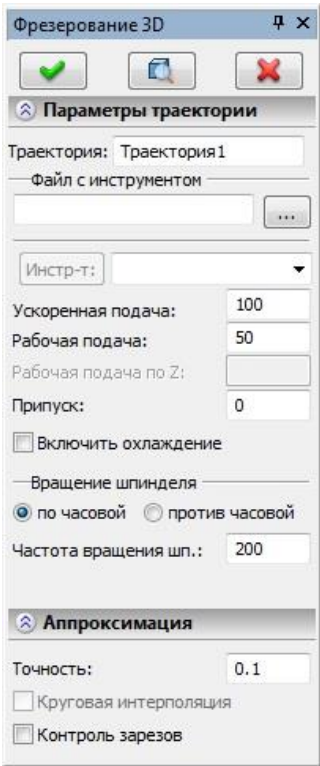 Фрезерование 3D
Параметры траектории
Траектория: Траектория1
Файл с инструментом
...
Инстр-т:
Ускоренная подача: 100
Рабочая подача: 50
Рабочая подача по Z:
Припуск: 0
Включить охлаждение
Вращение шпинделя
по часовой против часовой
Частота вращения шп.: 200
Аппроксимация
Точность: 0.1
Круговая интерполяция
Контроль зарезов